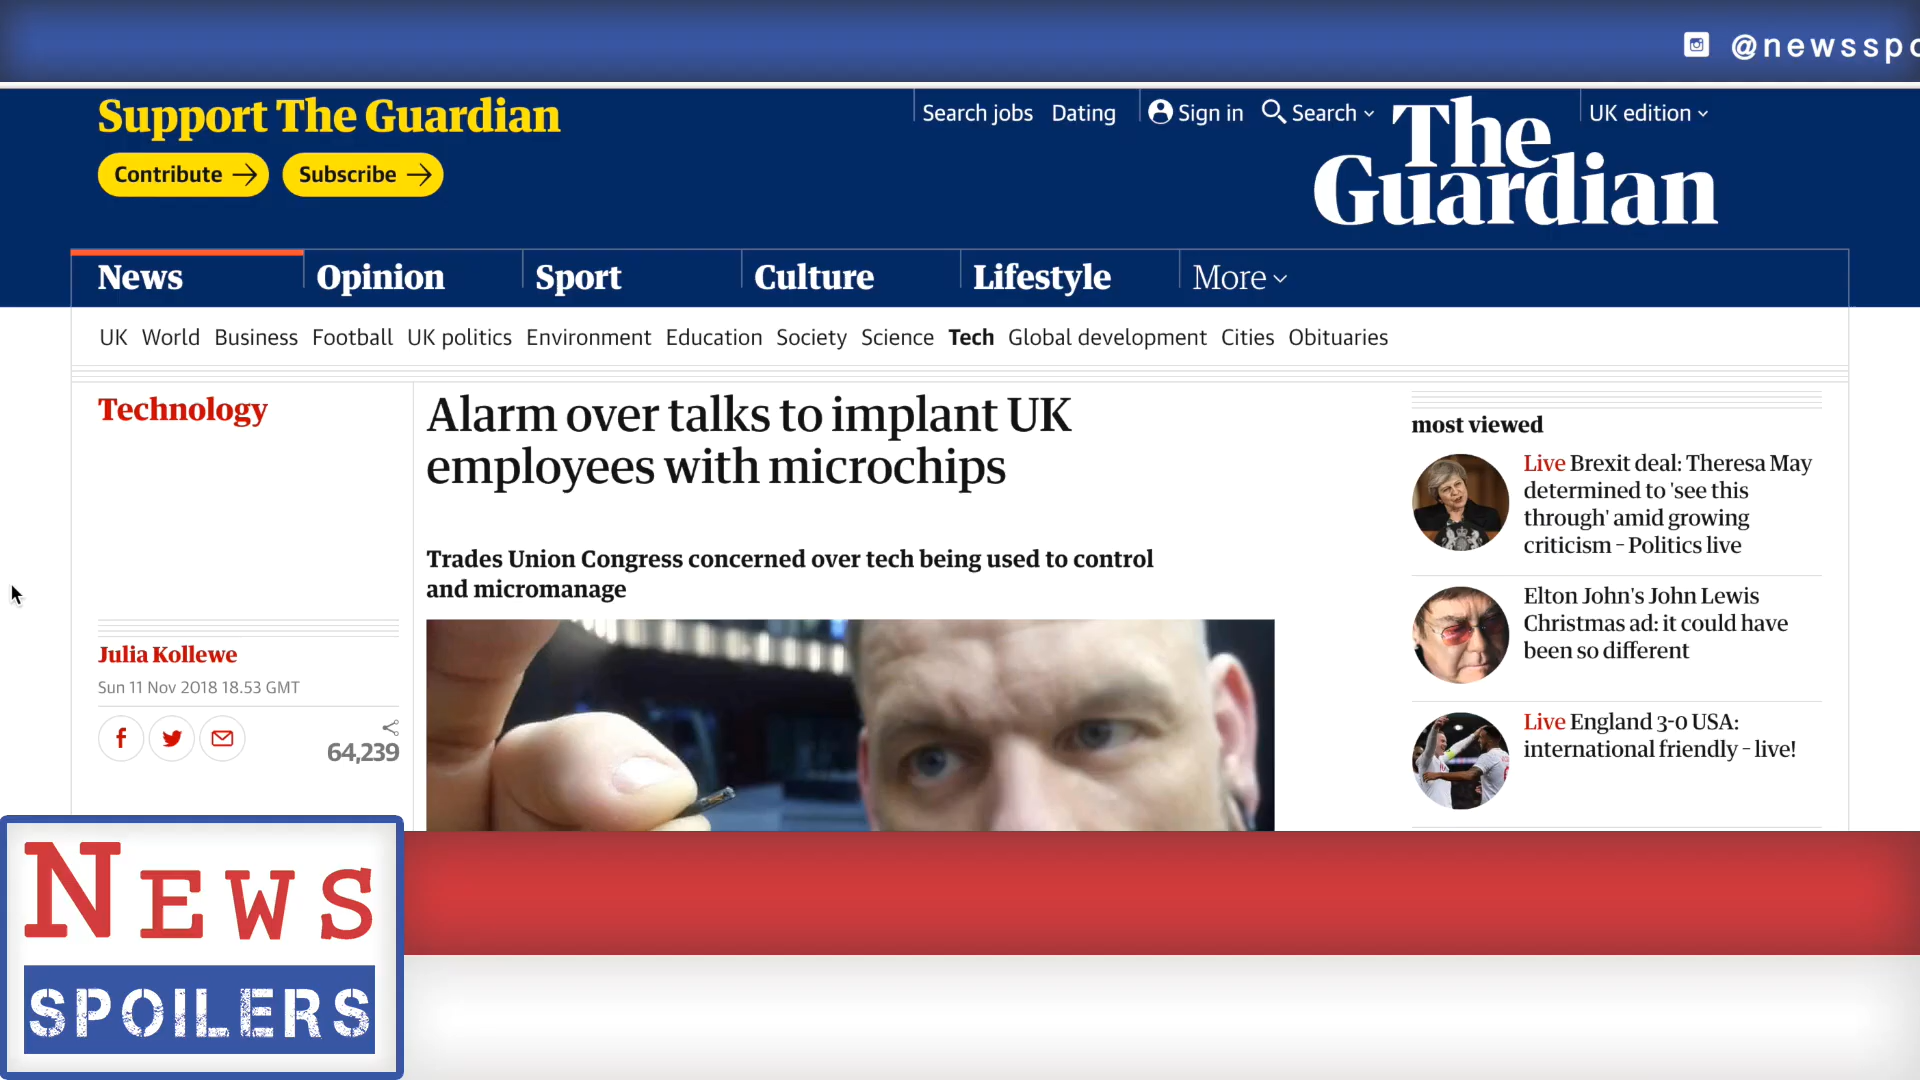 @newsspo
Support The Guardian
Contribute
Subscribe
Search jobs
Dating
Sign in
Search
UK edition
The
Guardian
News
Opinion
Sport
Culture
Lifestyle
More
UK World Business Football UK politics Environment Education Society Science Tech Global development Cities Obituaries
Technology
Alarm over talks to implant UK
employees with microchips
Trades Union Congress concerned over tech being used to control
and micromanage
Julia Kollewe
Sun 11 Nov 2018 18.53 GMT
64,239
most viewed
Live Brexit deal: Theresa May
determined to 'see this
through' amid growing
criticism – Politics live
Elton John's John Lewis
Christmas ad: it could have
been so different
Live England 3-0 USA:
international friendly – live!
NEWS
SPOILERS